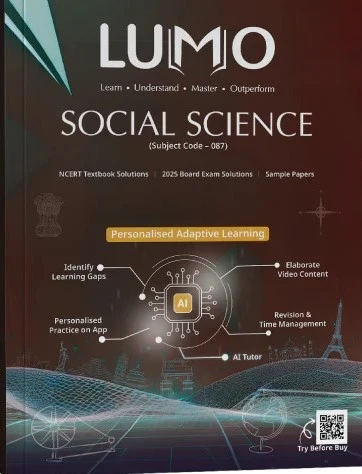 LUMO
Learn • Understand • Master • Outperform
SOCIAL SCIENCE
(Subject Code – 087)
NCERT Textbook Solutions | 2025 Board Exam Solutions | Sample Papers
Personalised Adaptive Learning
Identify
Learning Gaps
Elaborate
Video Content
AI
Personalised
Practice on App
Revision &
Time Management
AI Tutor
Try Before Buy